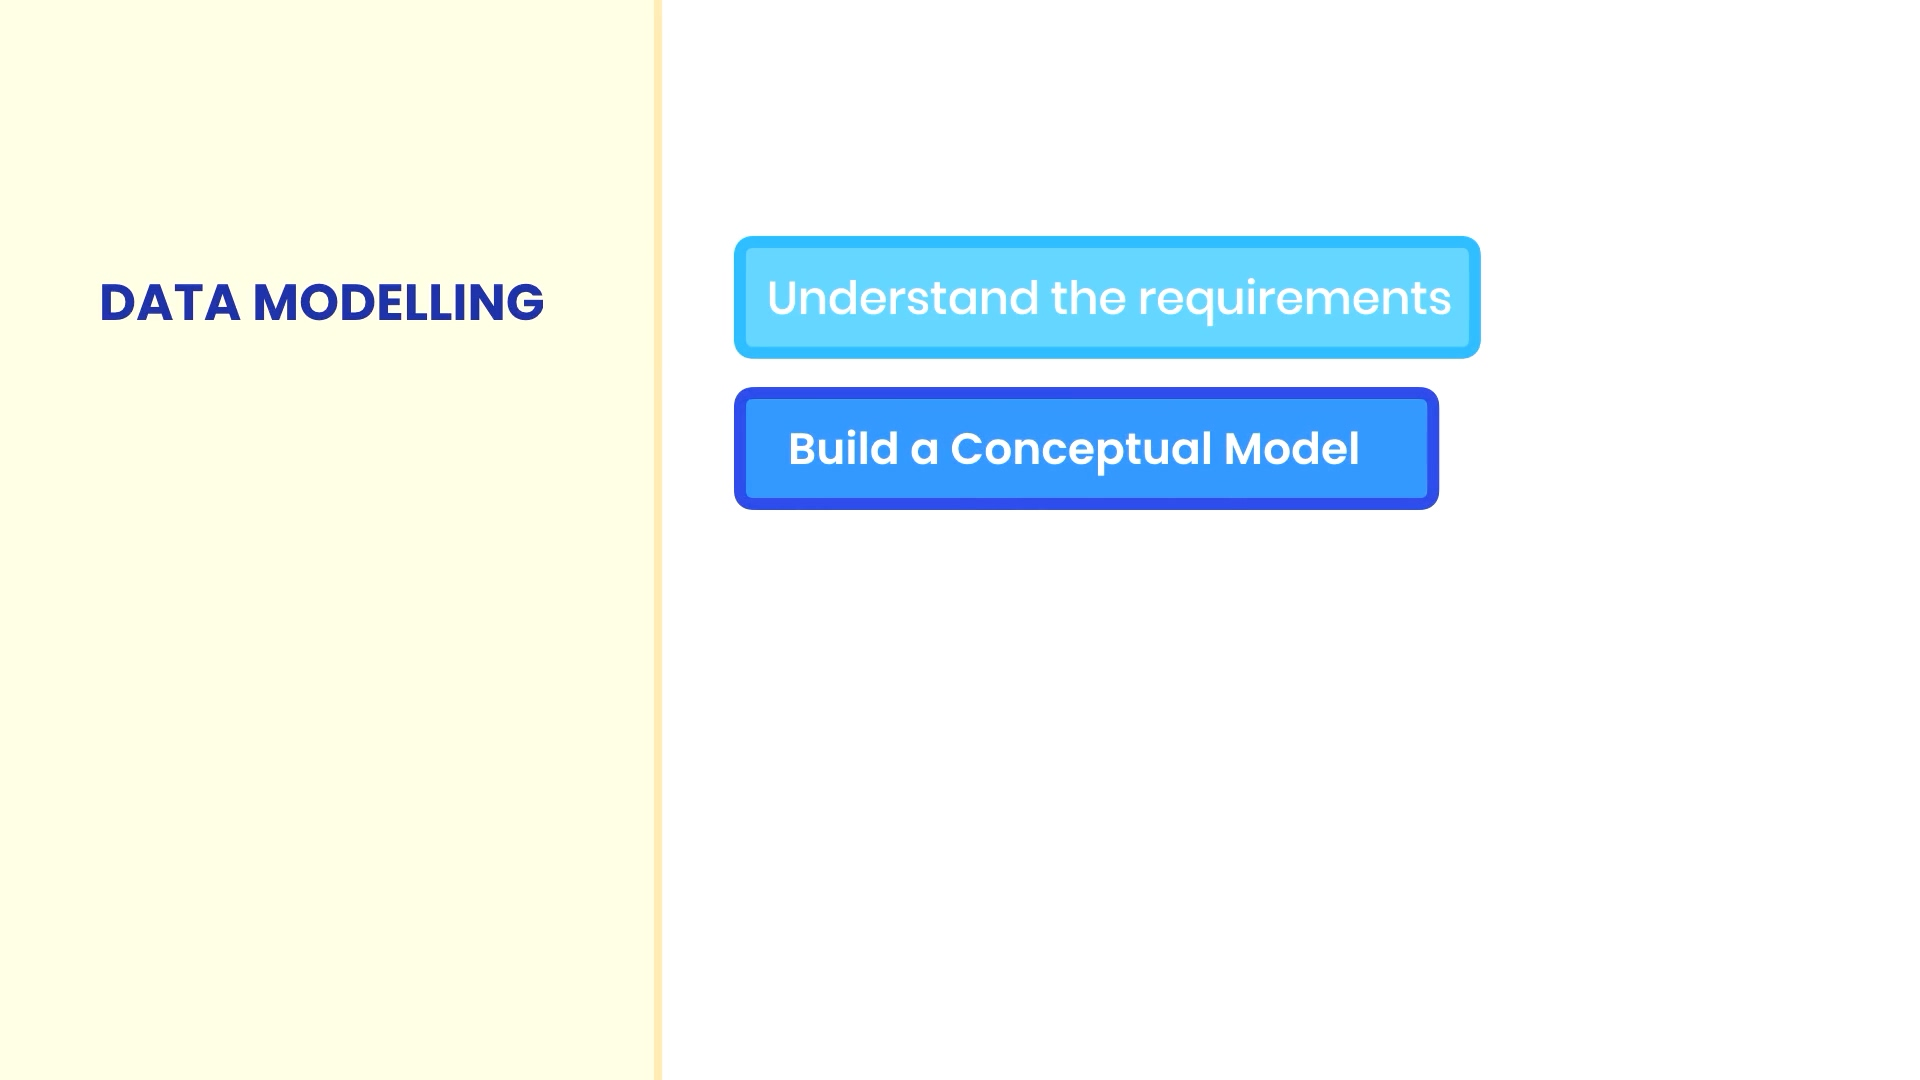 DATA MODELLING
Understand the requirements
Build a Conceptual Model